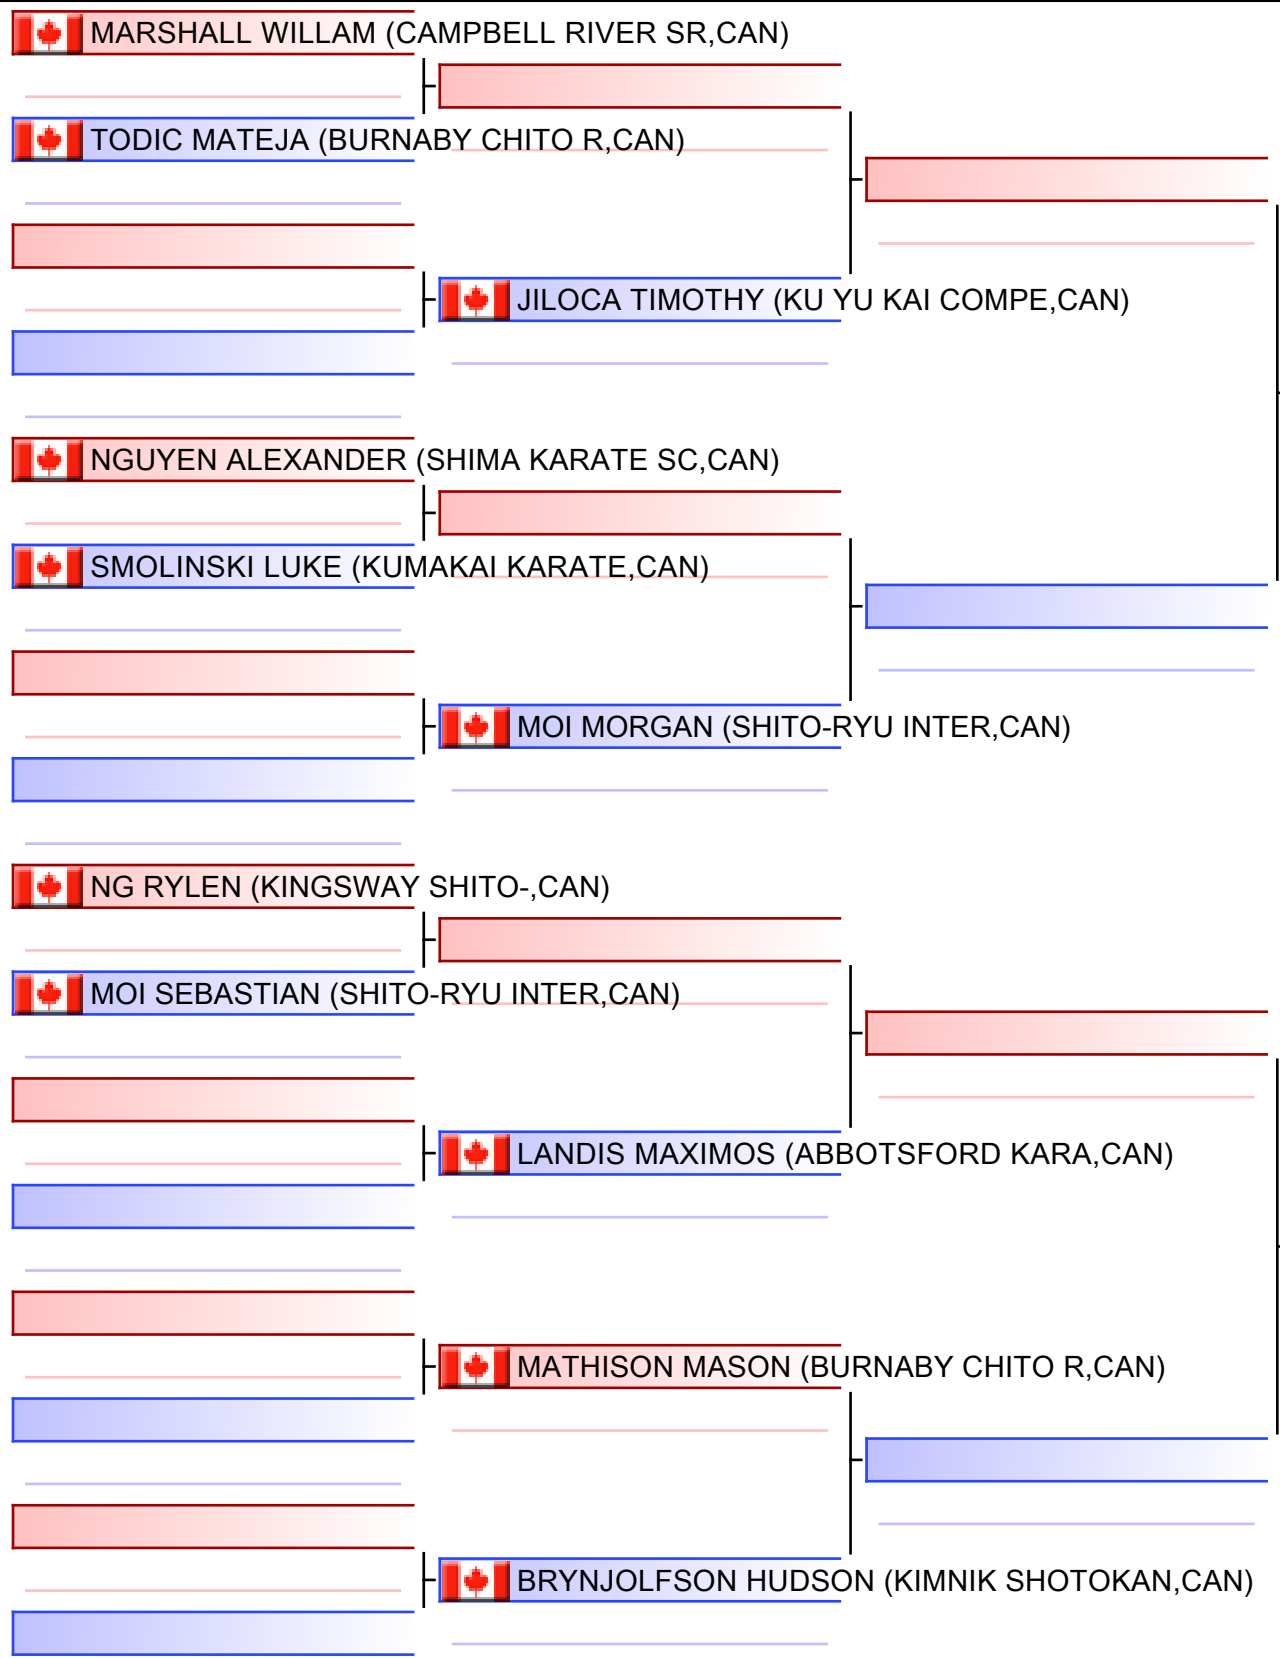 MARSHALL WILLAM (CAMPBELL RIVER SR,CAN)
TODIC MATEJA (BURNABY CHITO R,CAN)
JILOCA TIMOTHY (KU YU KAI COMPE,CAN)
NGUYEN ALEXANDER (SHIMA KARATE SC,CAN)
SMOLINSKI LUKE (KUMAKAI KARATE,CAN)
MOI MORGAN (SHITO-RYU INTER,CAN)
NG RYLEN (KINGSWAY SHITO-,CAN)
MOI SEBASTIAN (SHITO-RYU INTER,CAN)
LANDIS MAXIMOS (ABBOTSFORD KARA,CAN)
MATHISON MASON (BURNABY CHITO R,CAN)
BRYNJOLFSON HUDSON (KIMNIK SHOTOKAN,CAN)